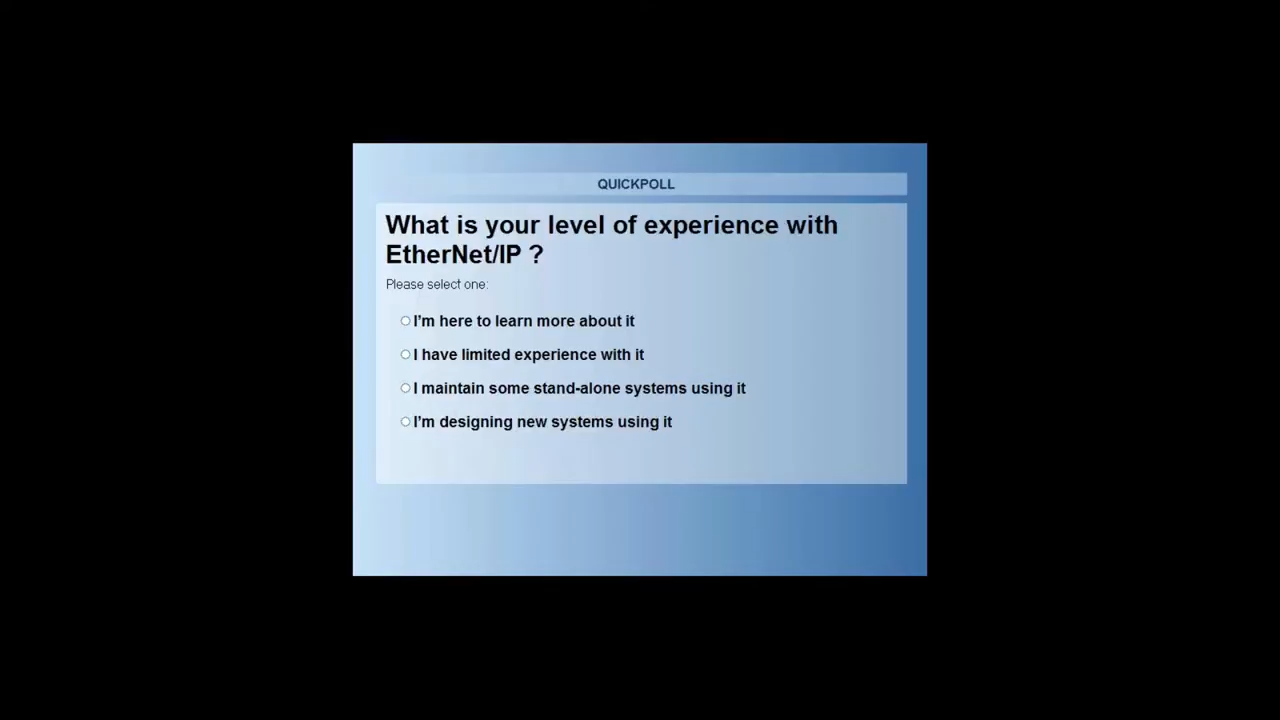 QUICKPOLL
What is your level of experience with
EtherNet/IP ?
Please select one:
I'm here to learn more about it
I have limited experience with it
I maintain some stand-alone systems using it
I'm designing new systems using it